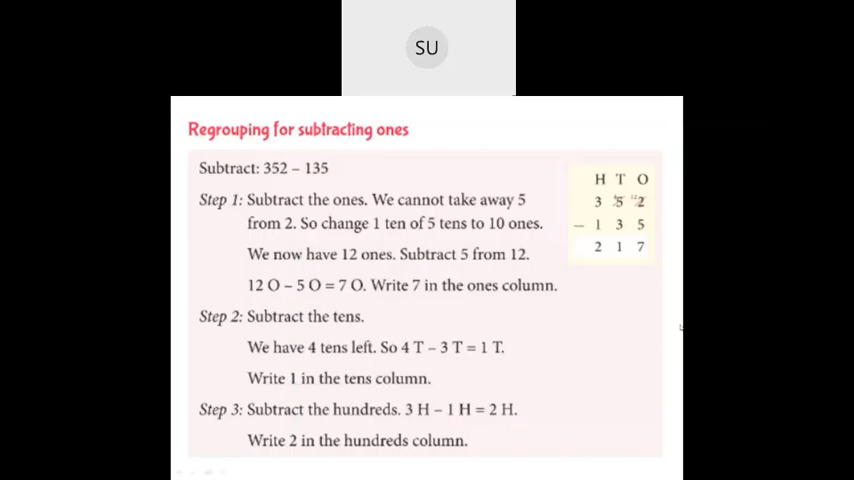 SU
Regrouping for subtracting ones
Subtract: 352 – 135
Step 1: Subtract the ones. We cannot take away 5
from 2. So change 1 ten of 5 tens to 10 ones.
We now have 12 ones. Subtract 5 from 12.
12 O – 5 O = 7 O. Write 7 in the ones column.
Step 2: Subtract the tens.
We have 4 tens left. So 4 T – 3 T = 1 T.
Write 1 in the tens column.
Step 3: Subtract the hundreds. 3 H – 1 H = 2 H.
Write 2 in the hundreds column.
H T O
3 5 2
– 1 3 5
2 1 7